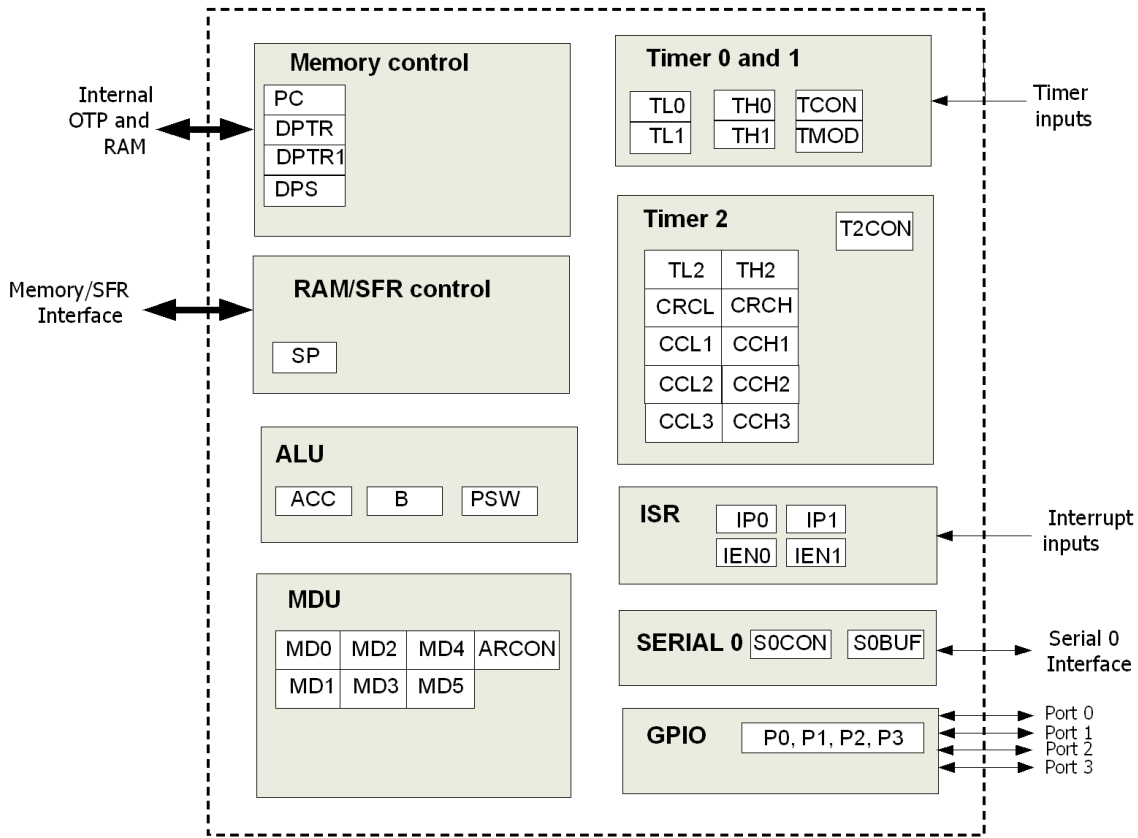 Memory control
PC
DPTR
DPTR1
DPS
Internal
OTP and
RAM
RAM/SFR control
SP
Memory/SFR
Interface
ALU
ACC B PSW
MDU
MD0 MD2 MD4 ARCON
MD1 MD3 MD5
Timer 0 and 1
TL0 TH0 TCON
TL1 TH1 TMOD
Timer
inputs
Timer 2
T2CON
TL2 TH2
CRCL CRCH
CCL1 CCH1
CCL2 CCH2
CCL3 CCH3
ISR
IP0 IP1
IEN0 IEN1
Interrupt
inputs
SERIAL 0 S0CON S0BUF
Serial 0
Interface
GPIO P0, P1, P2, P3
Port 0
Port 1
Port 2
Port 3